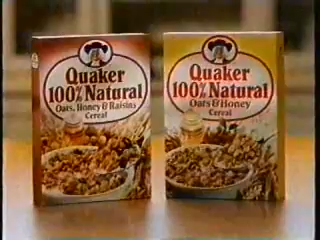 Quaker
100% Natural
Oats, Honey & Raisins
Cereal
Quaker
100% Natural
Oats & Honey
Cereal